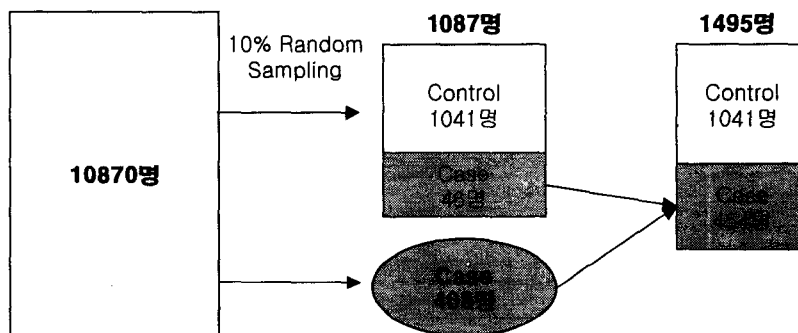 10870명
10% Random
Sampling
1087명
Control
1041명
Case
46명
Case
408명
1495명
Control
1041명
Case